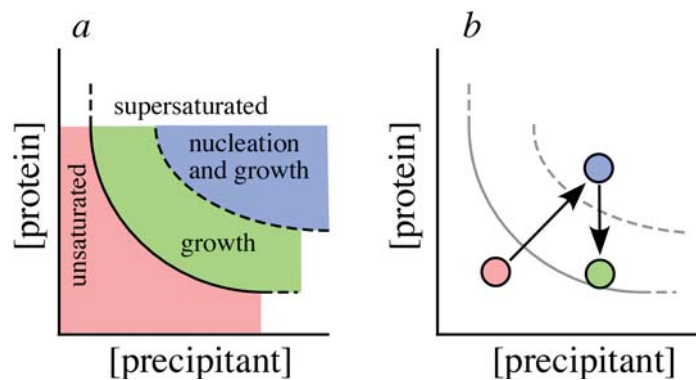 a
b
supersaturated
nucleation
and growth
unsaturated
growth
[protein]
[precipitant]
[protein]
[precipitant]